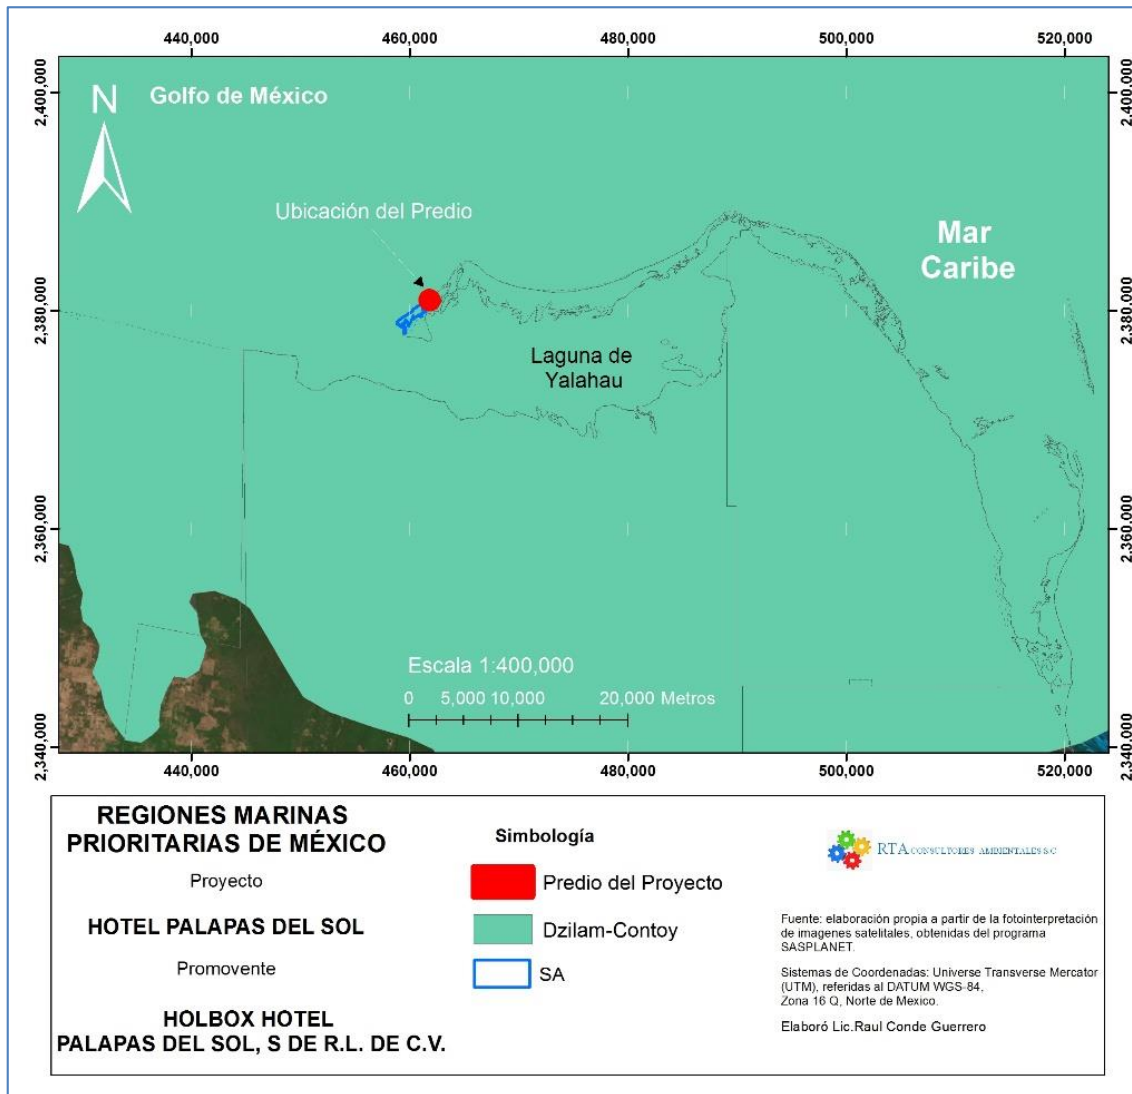 440,000 460,000 480,000 500,000 520,000
2,400,000 2,400,000
N
Golfo de México
Ubicación del Predio
Mar
Caribe
2,380,000 2,380,000
Laguna de
Yalahau
2,360,000 2,360,000
Escala 1:400,000
0 5,000 10,000 20,000 Metros
2,340,000 2,340,000
440,000 460,000 480,000 500,000 520,000
REGIONES MARINAS
PRIORITARIAS DE MÉXICO
Proyecto
HOTEL PALAPAS DEL SOL
Promovente
HOLBOX HOTEL
PALAPAS DEL SOL, S DE R.L. DE C.V.
Simbología
Predio del Proyecto
Dzilam-Contoy
SA
RTA CONSULTORES AMBIENTALES S.C
Fuente: elaboración propia a partir de la fotointerpretación
de imagenes satelitales, obtenidas del programa
SASPLANET.
Sistemas de Coordenadas: Universe Transverse Mercator
(UTM), referidas al DATUM WGS-84,
Zona 16 Q, Norte de Mexico.
Elaboró Lic.Raul Conde Guerrero